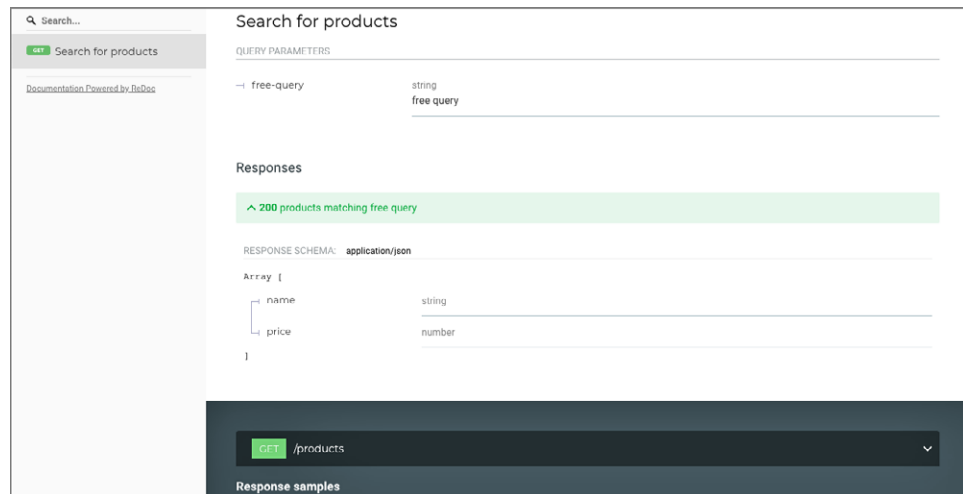 Search...
GET Search for products
Documentation Powered by ReDoc
Search for products
QUERY PARAMETERS
free-query string
free query
Responses
200 products matching free query
RESPONSE SCHEMA: application/json
Array [
name string
price number
]
GET /products
Response samples